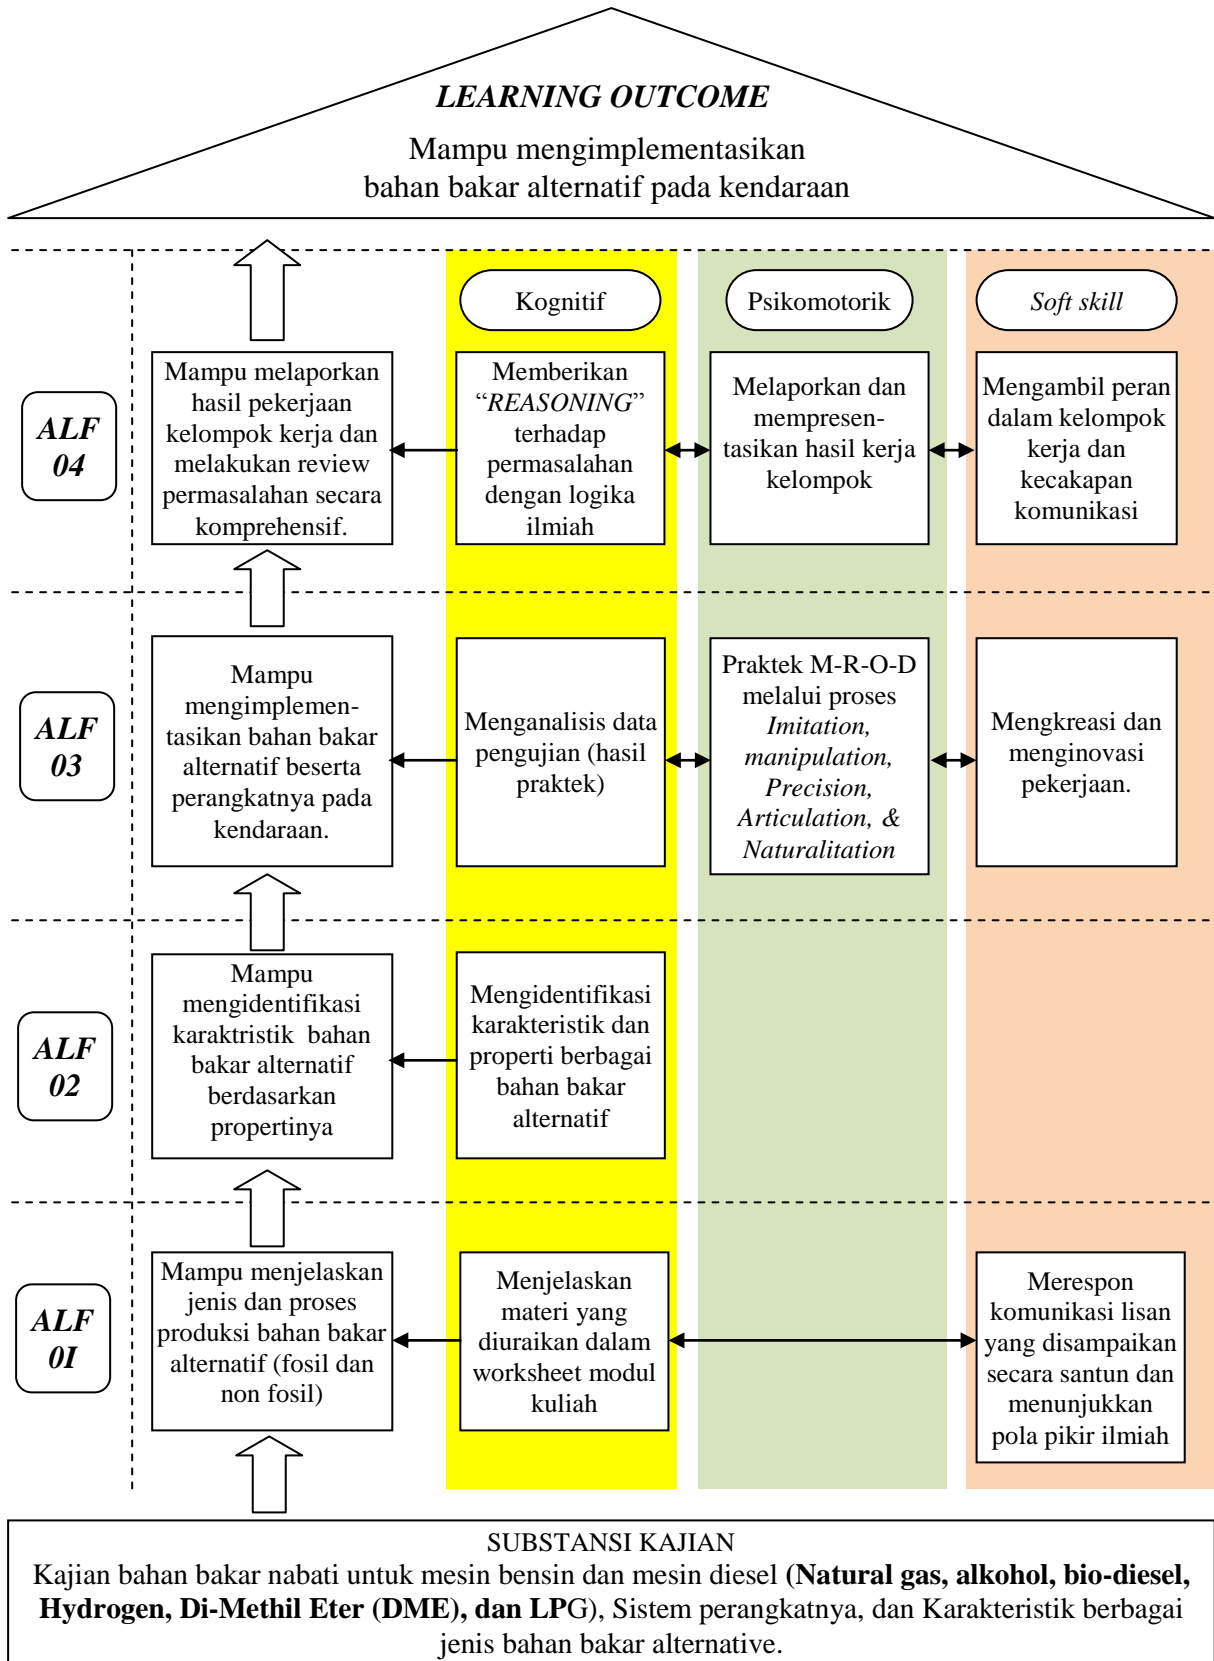 LEARNING OUTCOME
Mampu mengimplementasikan
bahan bakar alternatif pada kendaraan
Kognitif
Psikomotorik
Soft skill
ALF
04
Mampu melaporkan
hasil pekerjaan
kelompok kerja dan
melakukan review
permasalahan secara
komprehensif.
Memberikan
“REASONING”
terhadap
permasalahan
dengan logika
ilmiah
Melaporkan dan
mempresen-
tasikan hasil kerja
kelompok
Mengambil peran
dalam kelompok
kerja dan
kecakapan
komunikasi
ALF
03
Mampu
mengimplemen-
tasikan bahan bakar
alternatif beserta
perangkatnya pada
kendaraan.
Menganalisis data
pengujian (hasil
praktek)
Praktek M-R-O-D
melalui proses
Imitation,
manipulation,
Precision,
Articulation, &
Naturalitation
Mengkreasi dan
menginovasi
pekerjaan.
ALF
02
Mampu
mengidentifikasi
karaktristik bahan
bakar alternatif
berdasarkan
propertinya
Mengidentifikasi
karakteristik dan
properti berbagai
bahan bakar
alternatif
ALF
0I
Mampu menjelaskan
jenis dan proses
produksi bahan bakar
alternatif (fosil dan
non fosil)
Menjelaskan
materi yang
diuraikan dalam
worksheet modul
kuliah
Merespon
komunikasi lisan
yang disampaikan
secara santun dan
menunjukkan
pola pikir ilmiah
SUBSTANSI KAJIAN
Kajian bahan bakar nabati untuk mesin bensin dan mesin diesel (Natural gas, alkohol, bio-diesel,
Hydrogen, Di-Methil Eter (DME), dan LPG), Sistem perangkatnya, dan Karakteristik berbagai
jenis bahan bakar alternative.